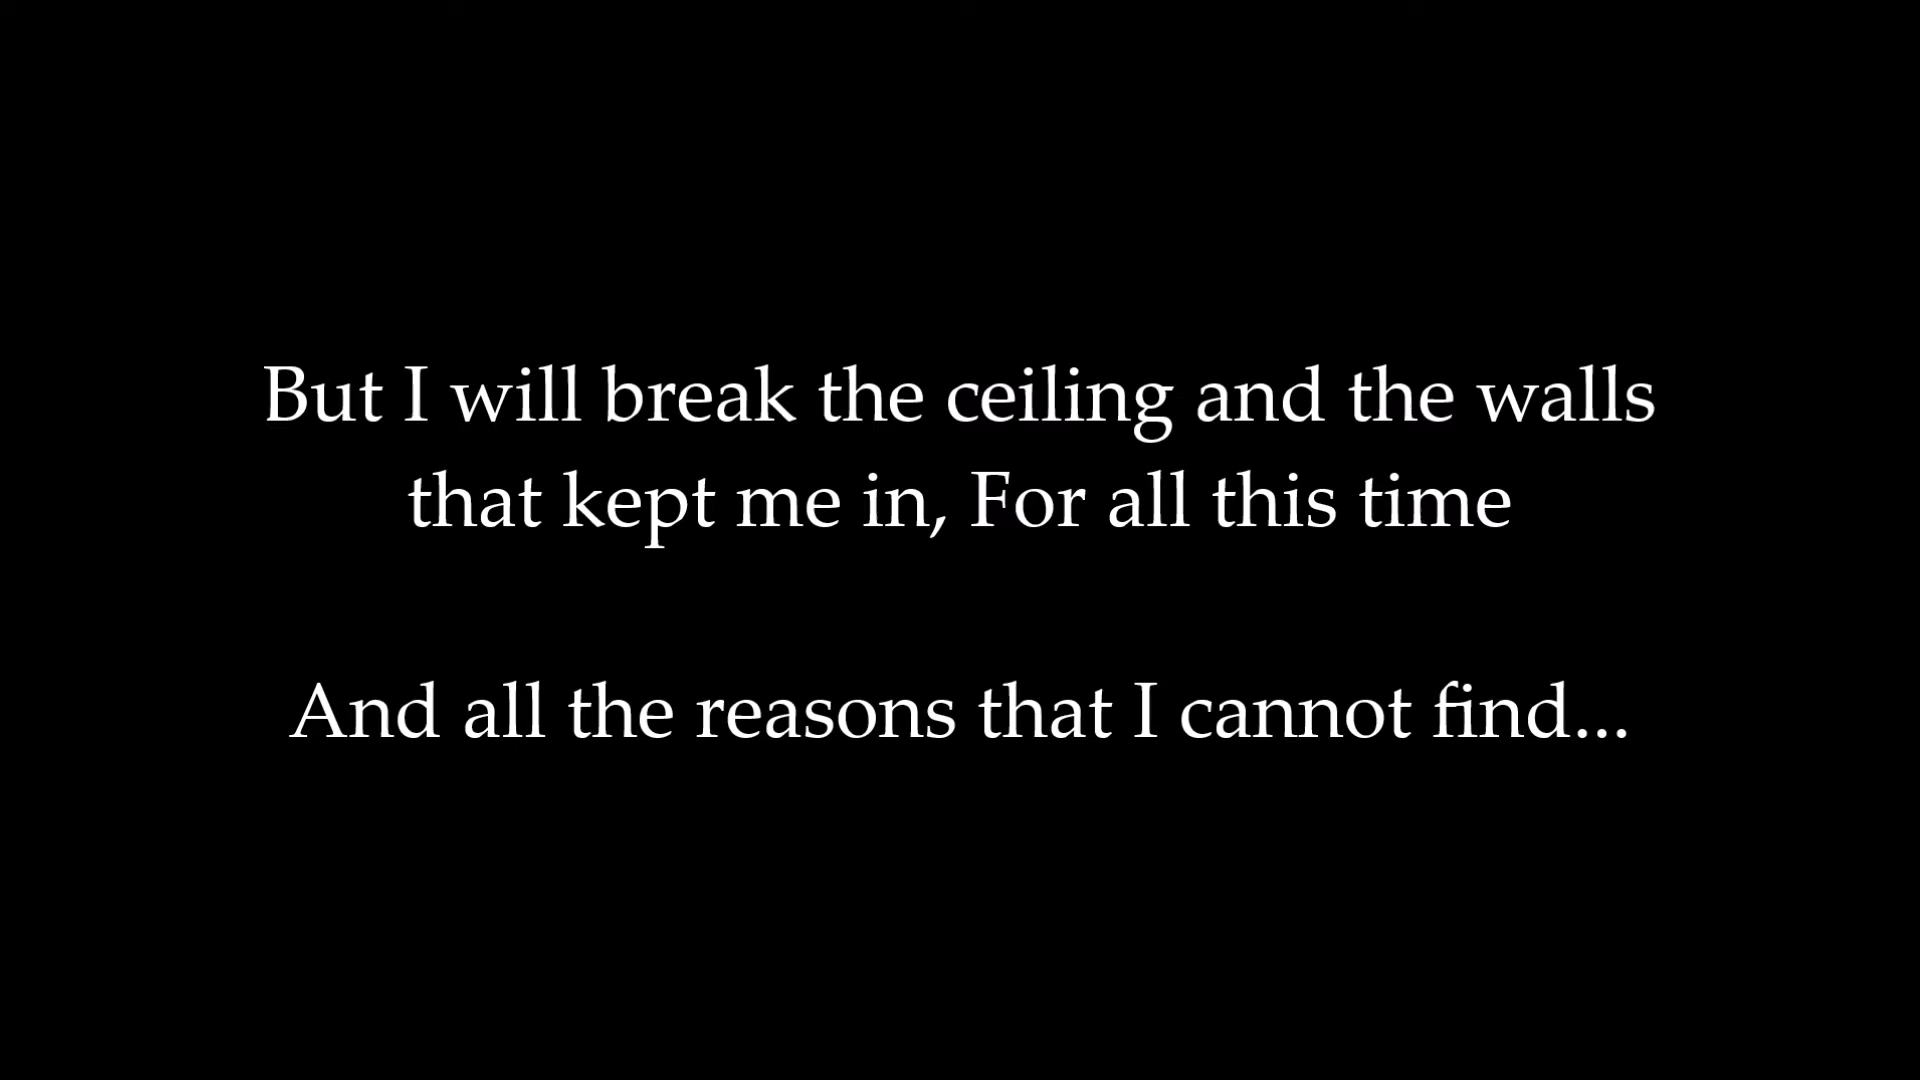 But I will break the ceiling and the walls
that kept me in, For all this time
And all the reasons that I cannot find...